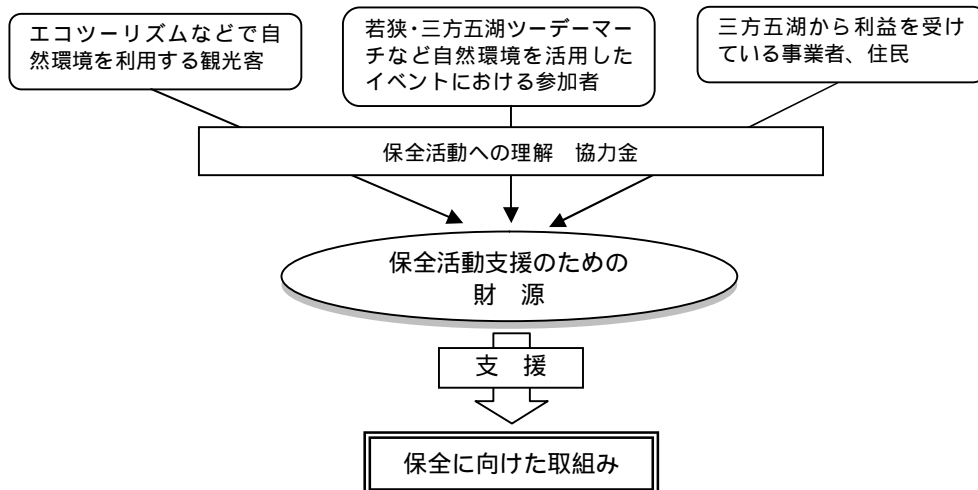 エコツーリズムなどで自
然環境を利用する観光客
若狭・三方五湖ツーデーマー
チなど自然環境を活用した
イベントにおける参加者
三方五湖から利益を受け
ている事業者、住民
保全活動への理解　協力金
保全活動支援のための
財　源
支　援
保全に向けた取組み